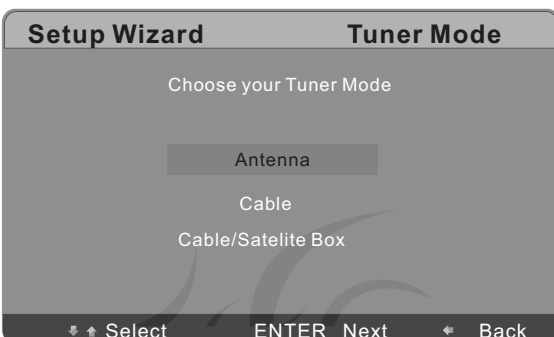 Setup Wizard Tuner Mode
Choose your Tuner Mode
Antenna
Cable
Cable/Satelite Box
Select ENTER Next Back